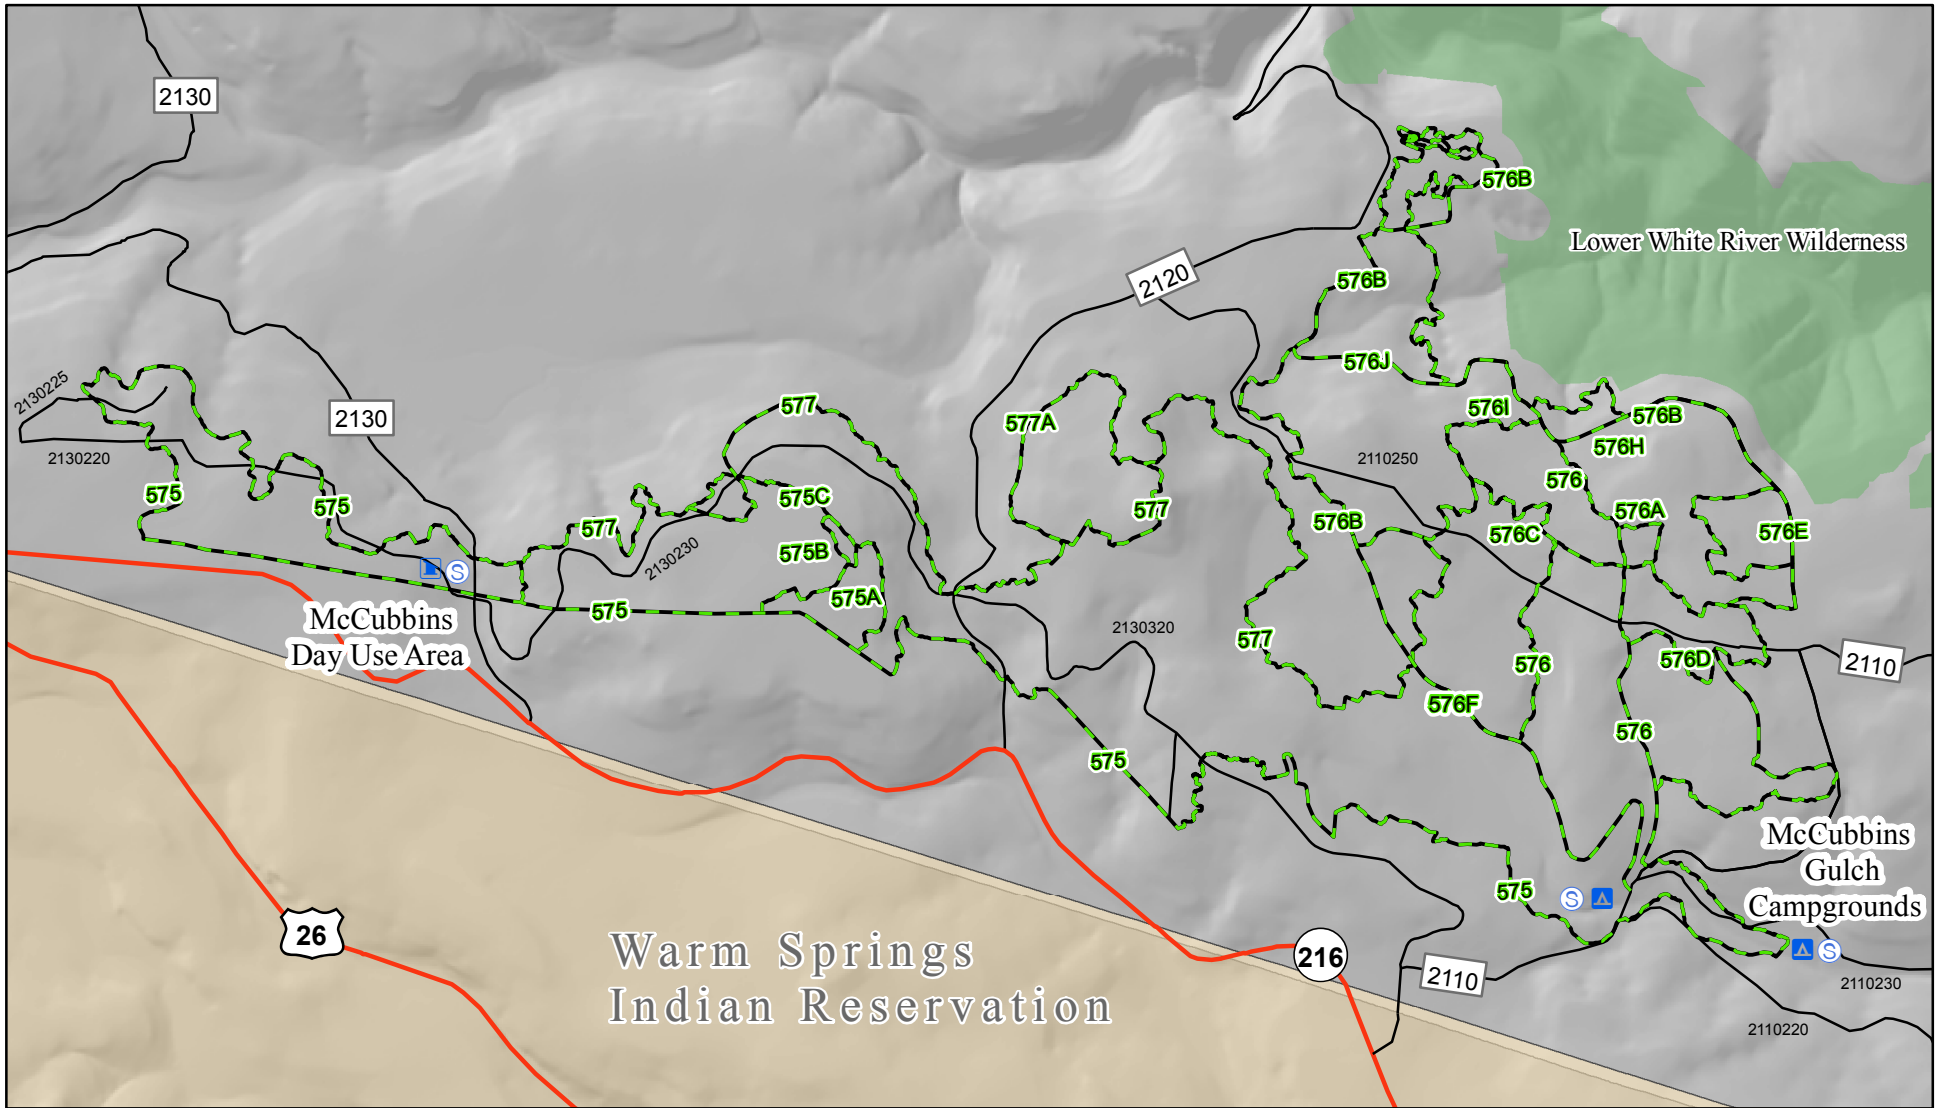 2130
576B
Lower White River Wilderness
2120
576B
576J
2130225
2130
577
577A
576I
576B
576H
2130220
2110250
575
575
575C
577
576
577
576B
576A
576C
576E
577
575B
2130230
575A
575
McCubbins
Day Use Area
2130320
577
576
576D
2110
576F
576
575
McCubbins
Gulch
Campgrounds
575
S
S
S
26
Warm Springs
Indian Reservation
216
2110
2110230
2110220